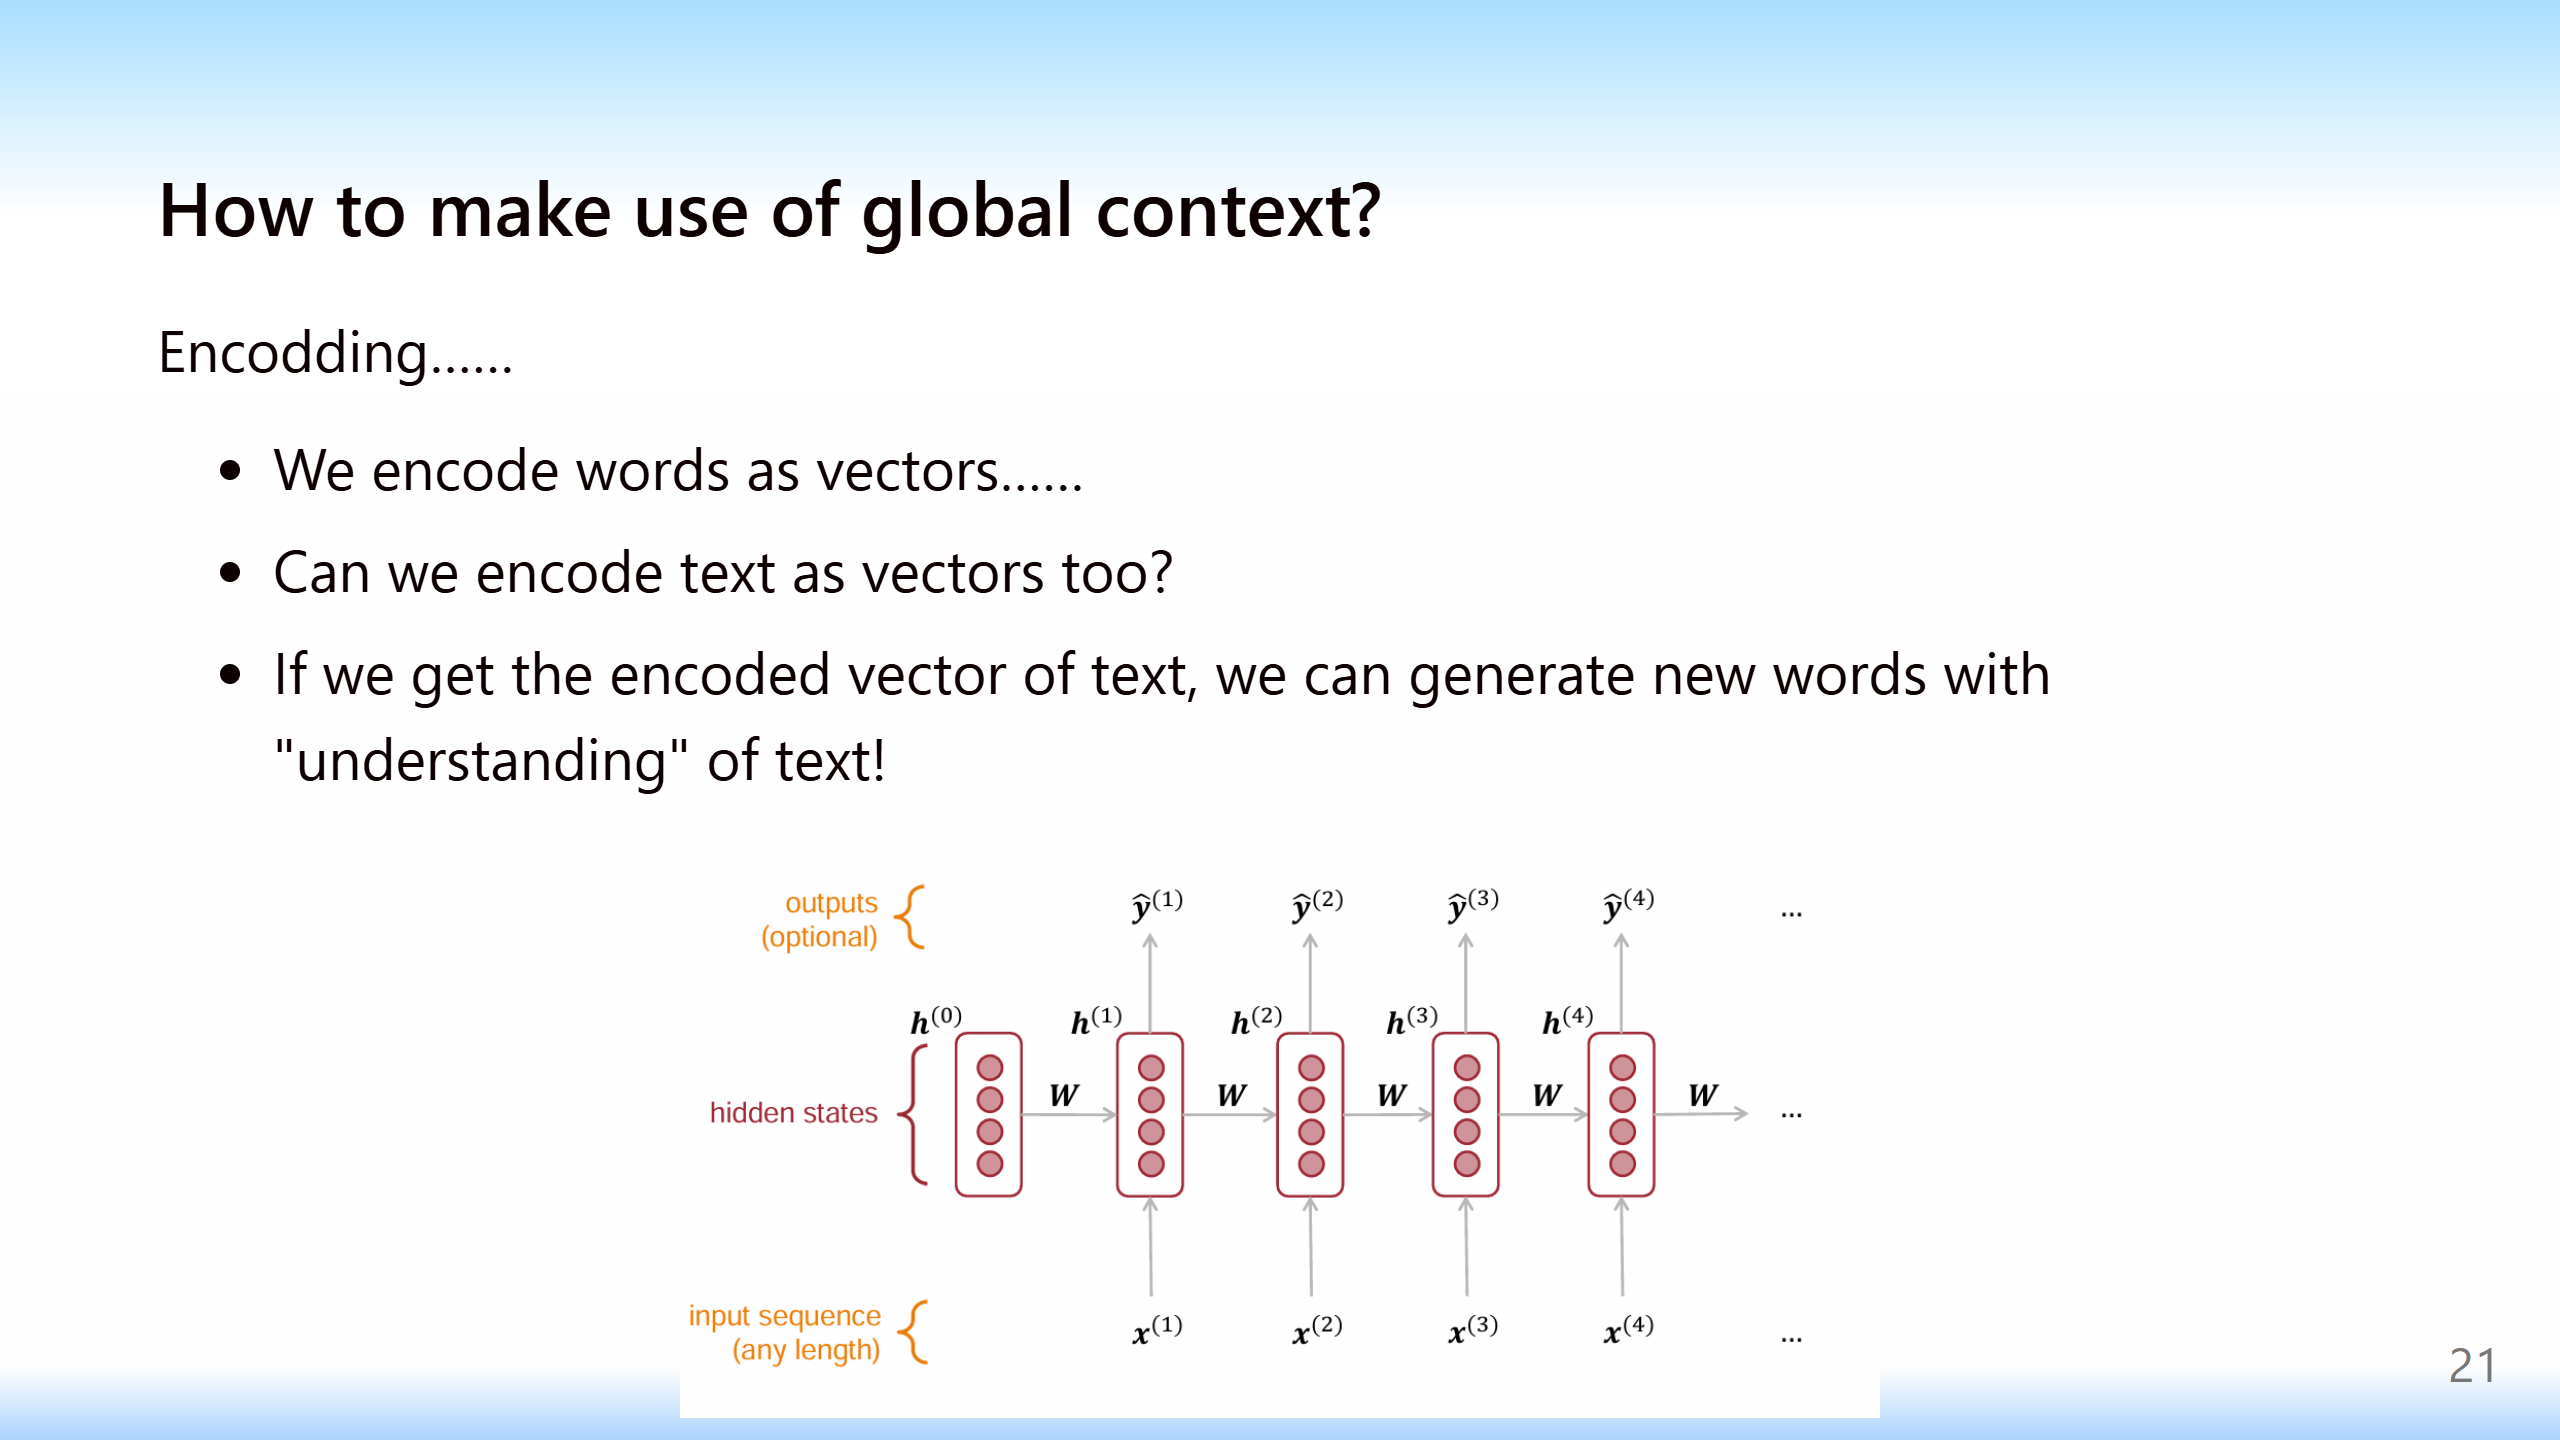 How to make use of global context?
Encodding......
• We encode words as vectors......
• Can we encode text as vectors too?
• If we get the encoded vector of text, we can generate new words with
"understanding" of text!
outputs
(optional)
ŷ⁽¹⁾ ŷ⁽²⁾ ŷ⁽³⁾ ŷ⁽⁴⁾ ...
h⁽⁰⁾ h⁽¹⁾ h⁽²⁾ h⁽³⁾ h⁽⁴⁾
W W W W W
hidden states ...
input sequence
(any length)
x⁽¹⁾ x⁽²⁾ x⁽³⁾ x⁽⁴⁾ ...
21